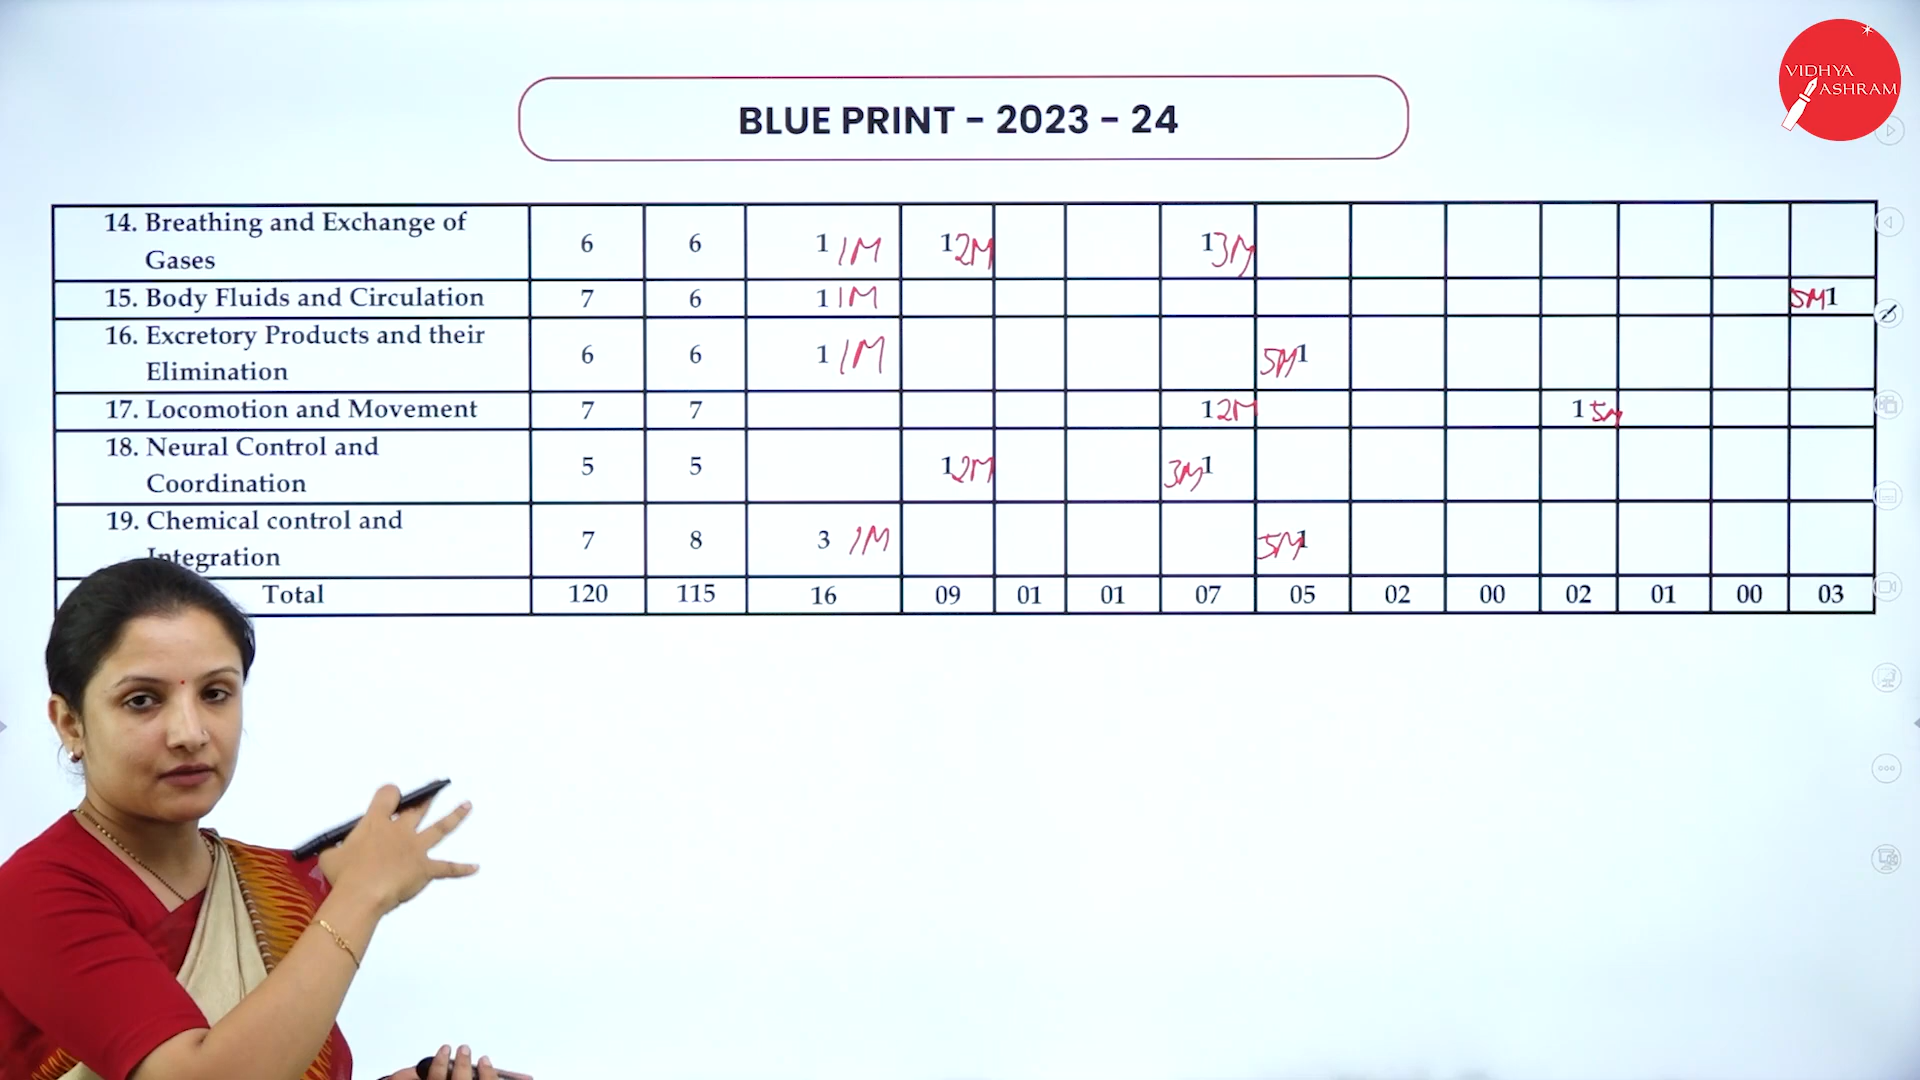 VIDHYA
ASHRAM
BLUE PRINT - 2023 - 24
14. Breathing and Exchange of
Gases 6 6 1 1M 1 2M 1 3M
15. Body Fluids and Circulation 7 6 1 1M 5M 1
16. Excretory Products and their
Elimination 6 6 1 1M 5M 1
17. Locomotion and Movement 7 7 1 2M 1 5M
18. Neural Control and
Coordination 5 5 1 2M 3M 1
19. Chemical control and
Integration 7 8 3 1M 5M 1
Total 120 115 16 09 01 01 07 05 02 00 02 01 00 03